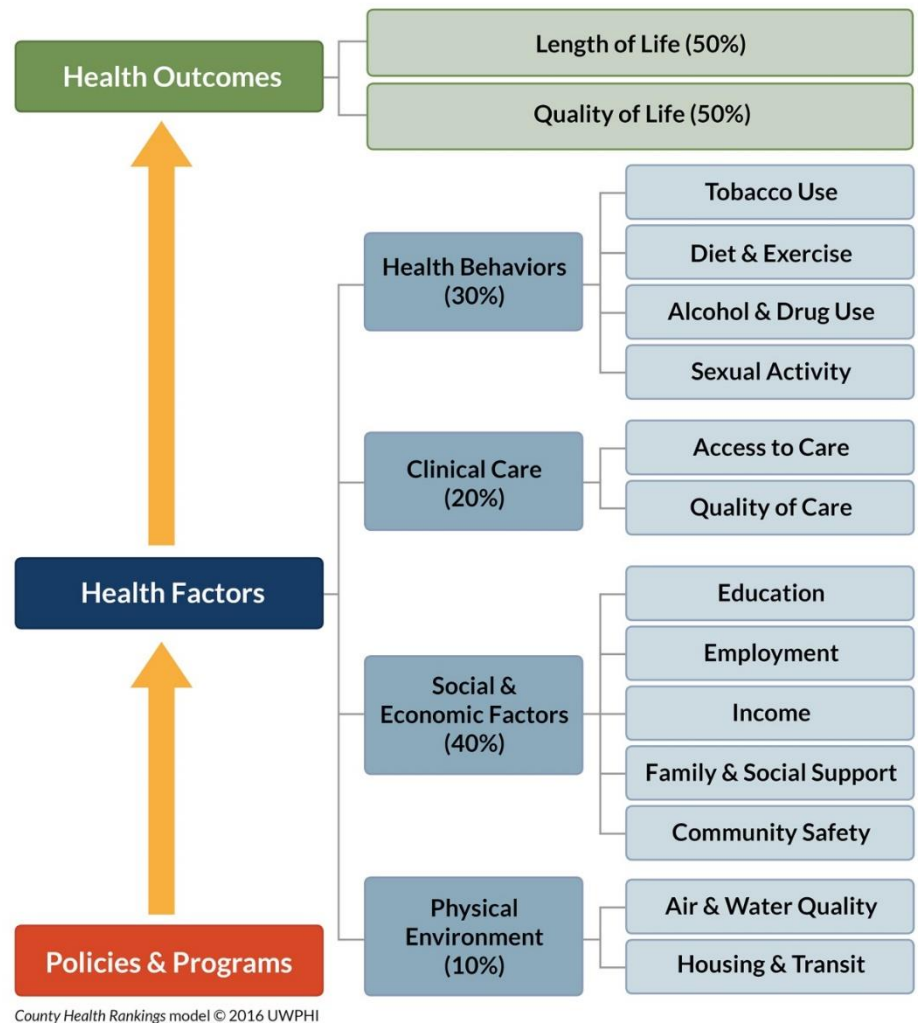 Health Outcomes
Length of Life (50%)
Quality of Life (50%)
Health Factors
Health Behaviors
(30%)
Tobacco Use
Diet & Exercise
Alcohol & Drug Use
Sexual Activity
Clinical Care
(20%)
Access to Care
Quality of Care
Social &
Economic Factors
(40%)
Education
Employment
Income
Family & Social Support
Community Safety
Physical
Environment
(10%)
Air & Water Quality
Housing & Transit
Policies & Programs
County Health Rankings model © 2016 UWPHI